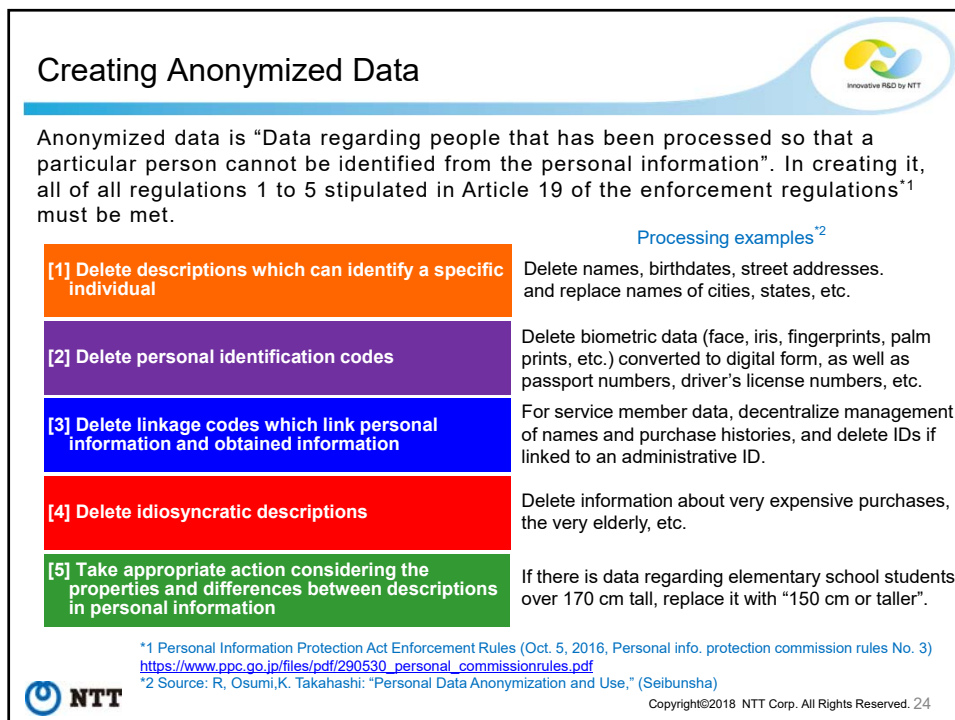 Creating Anonymized Data
Innovative R&D by NTT
Anonymized data is “Data regarding people that has been processed so that a
particular person cannot be identified from the personal information”. In creating it,
all of all regulations 1 to 5 stipulated in Article 19 of the enforcement regulations*1
must be met.
Processing examples*2
[1] Delete descriptions which can identify a specific
individual
Delete names, birthdates, street addresses.
and replace names of cities, states, etc.
[2] Delete personal identification codes
Delete biometric data (face, iris, fingerprints, palm
prints, etc.) converted to digital form, as well as
passport numbers, driver’s license numbers, etc.
[3] Delete linkage codes which link personal
information and obtained information
For service member data, decentralize management
of names and purchase histories, and delete IDs if
linked to an administrative ID.
[4] Delete idiosyncratic descriptions
Delete information about very expensive purchases,
the very elderly, etc.
[5] Take appropriate action considering the
properties and differences between descriptions
in personal information
If there is data regarding elementary school students
over 170 cm tall, replace it with “150 cm or taller”.
*1 Personal Information Protection Act Enforcement Rules (Oct. 5, 2016, Personal info. protection commission rules No. 3)
https://www.ppc.go.jp/files/pdf/290530_personal_commissionrules.pdf
*2 Source: R, Osumi,K. Takahashi: “Personal Data Anonymization and Use,” (Seibunsha)
NTT
Copyright©2018 NTT Corp. All Rights Reserved. 24